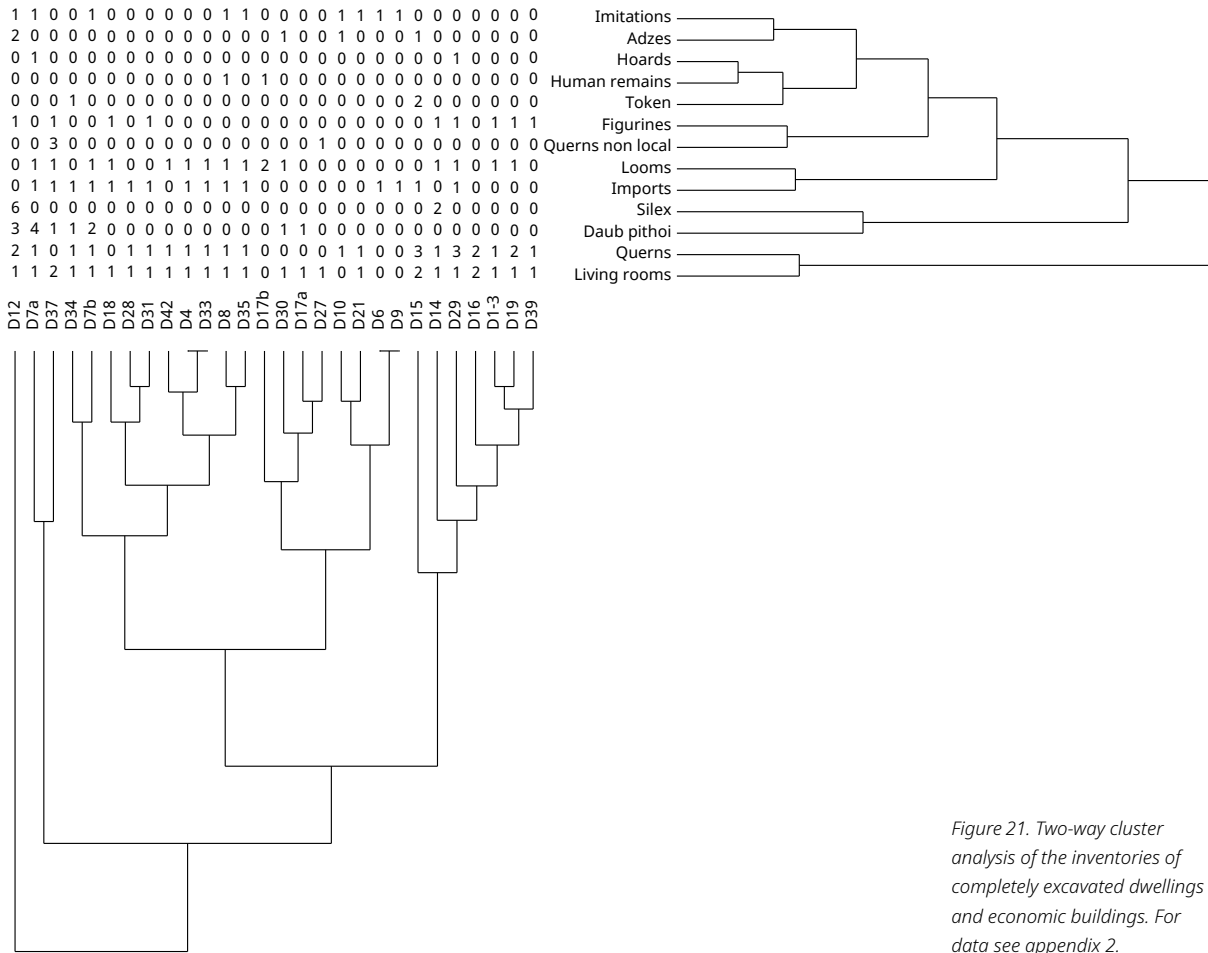 1 1 0 0 1 0 0 0 0 0 0 1 1 0 0 0 0 1 1 1 1 0 0 0 0 0 0 0 Imitations
2 0 0 0 0 0 0 0 0 0 0 0 0 0 1 0 0 1 0 0 0 1 0 0 0 0 0 0 Adzes
0 1 0 0 0 0 0 0 0 0 0 0 0 0 0 0 0 0 0 0 0 0 0 1 0 0 0 0 Hoards
0 0 0 0 0 0 0 0 0 0 0 1 0 1 0 0 0 0 0 0 0 0 0 0 0 0 0 0 Human remains
0 0 0 1 0 0 0 0 0 0 0 0 0 0 0 0 0 0 0 0 0 2 0 0 0 0 0 0 Token
1 0 1 0 0 1 0 1 0 0 0 0 0 0 0 0 0 0 0 0 0 0 1 1 0 1 1 1 Figurines
0 0 3 0 0 0 0 0 0 0 0 0 0 0 0 0 1 0 0 0 0 0 0 0 0 0 0 0 Querns non local
0 1 1 0 1 1 0 0 1 1 1 1 1 2 1 0 0 0 0 0 0 0 1 1 0 1 1 0 Looms
0 1 1 1 1 1 1 1 0 1 1 1 1 0 0 0 0 0 0 1 1 1 0 1 0 0 0 0 Imports
6 0 0 0 0 0 0 0 0 0 0 0 0 0 0 0 0 0 0 0 0 0 2 0 0 0 0 0 Silex
3 4 1 1 2 0 0 0 0 0 0 0 0 0 1 1 0 0 0 0 0 0 0 0 0 0 0 0 Daub pithoi
2 1 0 1 1 0 1 1 1 1 1 1 1 0 0 0 0 1 1 0 0 3 1 3 2 1 2 1 Querns
1 1 2 1 1 1 1 1 1 1 1 1 1 0 1 1 1 0 1 0 0 2 1 1 2 1 1 1 Living rooms
D12 D7a D37 D34 D7b D18 D28 D31 D42 D4 D33 D8 D35 D17b D30 D17a D27 D10 D21 D6 D9 D15 D14 D29 D16 D1-3 D19 D39
Figure 21. Two-way cluster
analysis of the inventories of
completely excavated dwellings
and economic buildings. For
data see appendix 2.